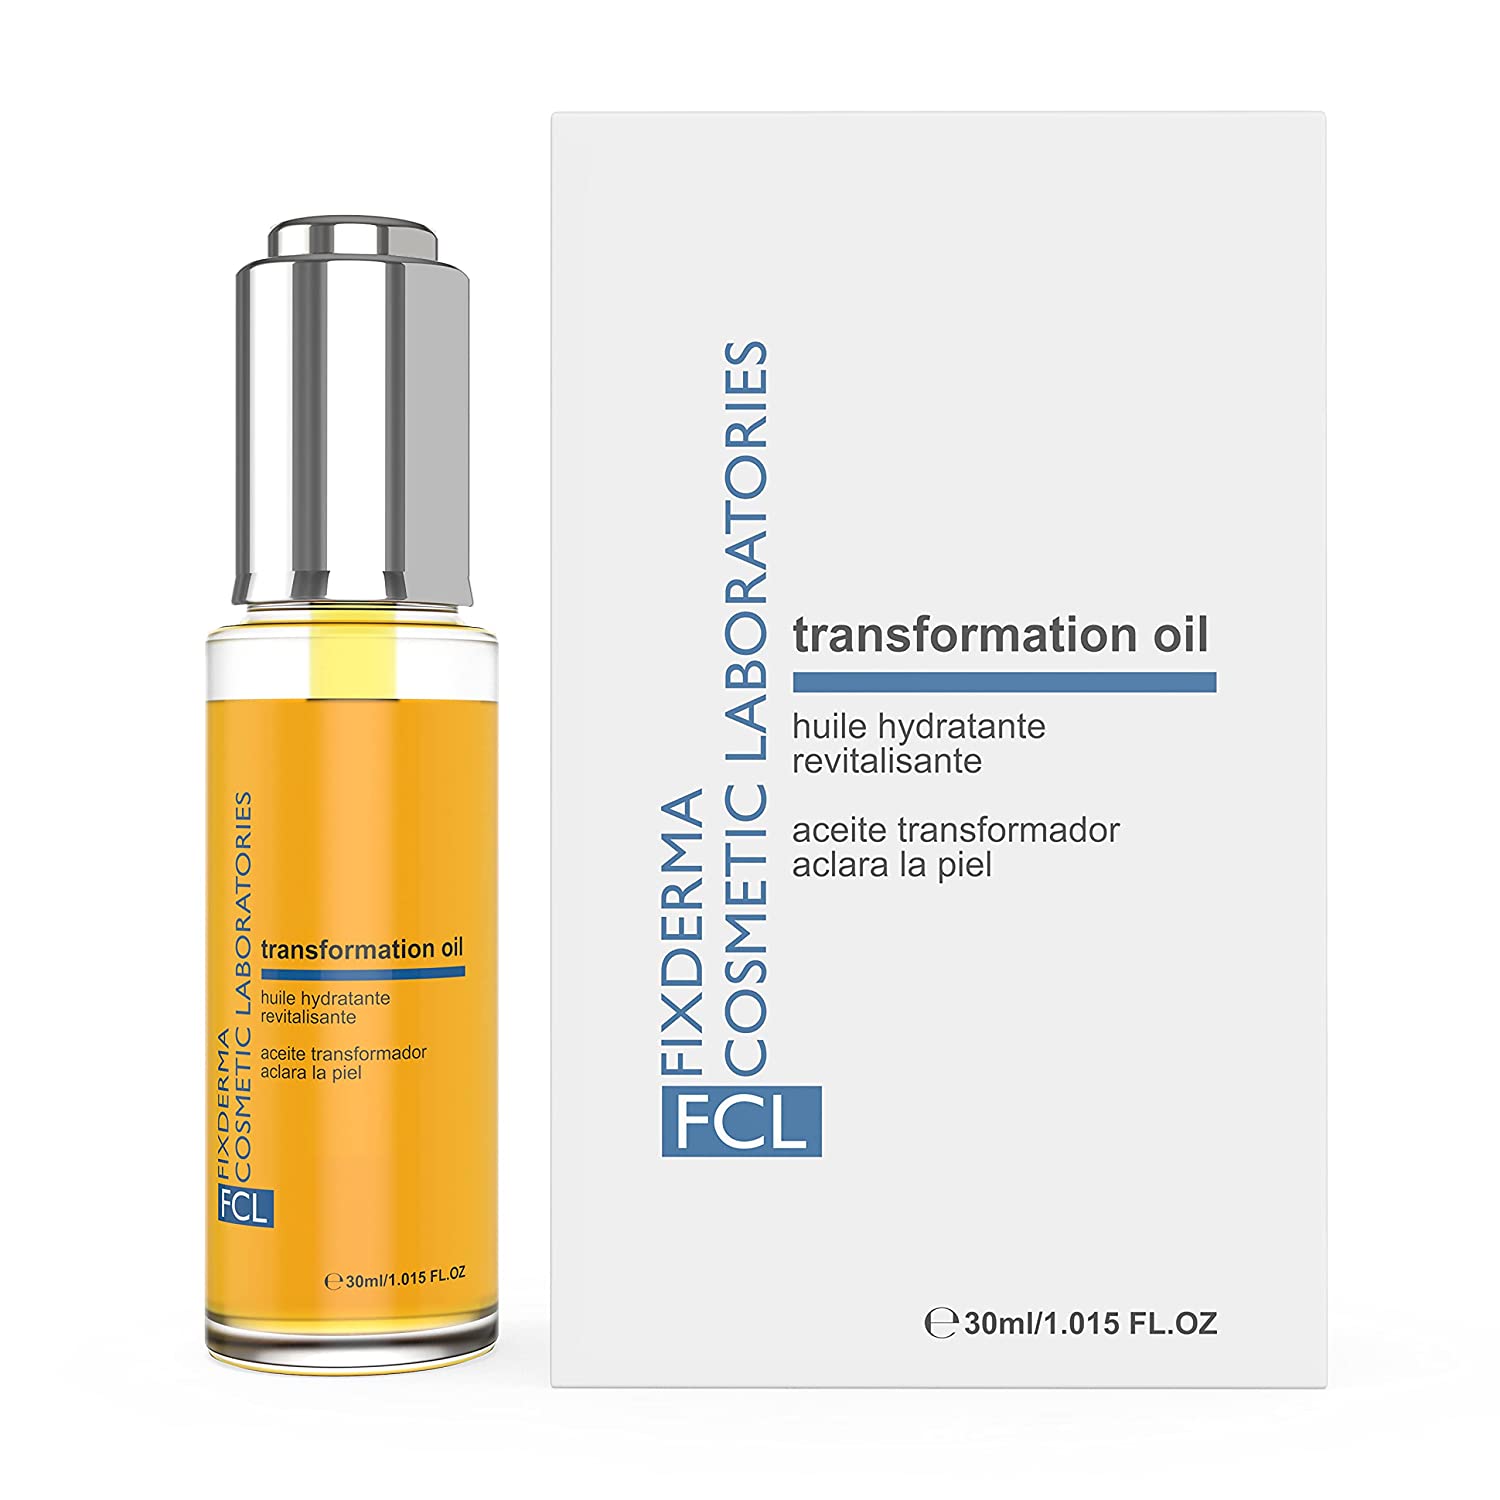 FIXDERMA
COSMETIC LABORATORIES
FCL
transformation oil
huile hydratante
revitalisante
aceite transformador
aclara la piel
℮30ml/1.015 FL.OZ
FIXDERMA
COSMETIC LABORATORIES
FCL
transformation oil
huile hydratante
revitalisante
aceite transformador
aclara la piel
℮30ml/1.015 FL.OZ